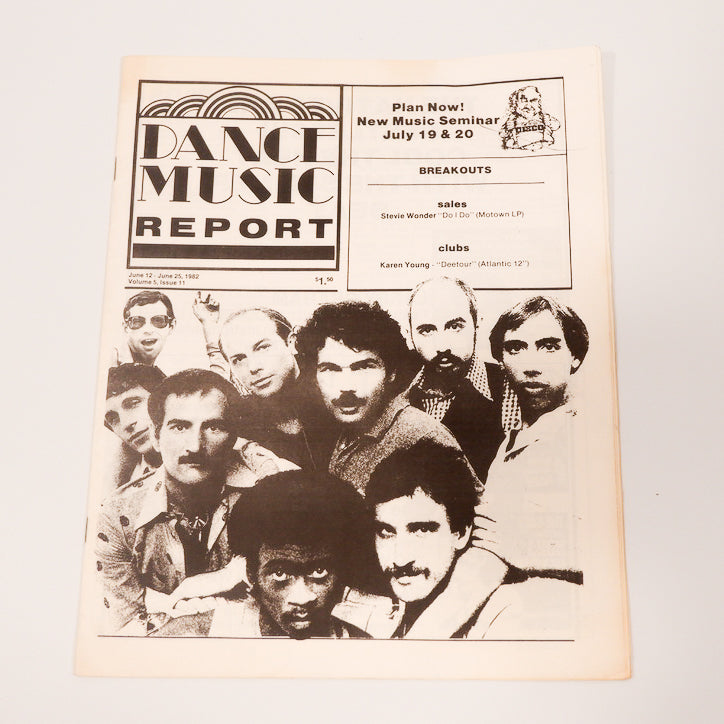 DANCE
MUSIC
REPORT
June 12 - June 25, 1982
Volume 5, Issue 11
$1.50
Plan Now!
New Music Seminar
July 19 & 20
DISCO
BREAKOUTS
sales
Stevie Wonder "Do I Do" (Motown LP)
clubs
Karen Young - "Deetour" (Atlantic 12")